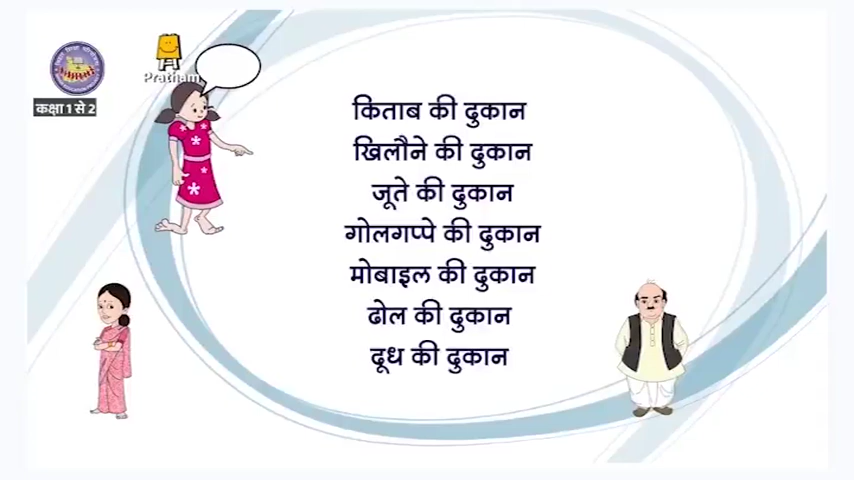 Pratham
कक्षा 1 से 2
किताब की दुकान
खिलौने की दुकान
जूते की दुकान
गोलगप्पे की दुकान
मोबाइल की दुकान
ढोल की दुकान
दूध की दुकान